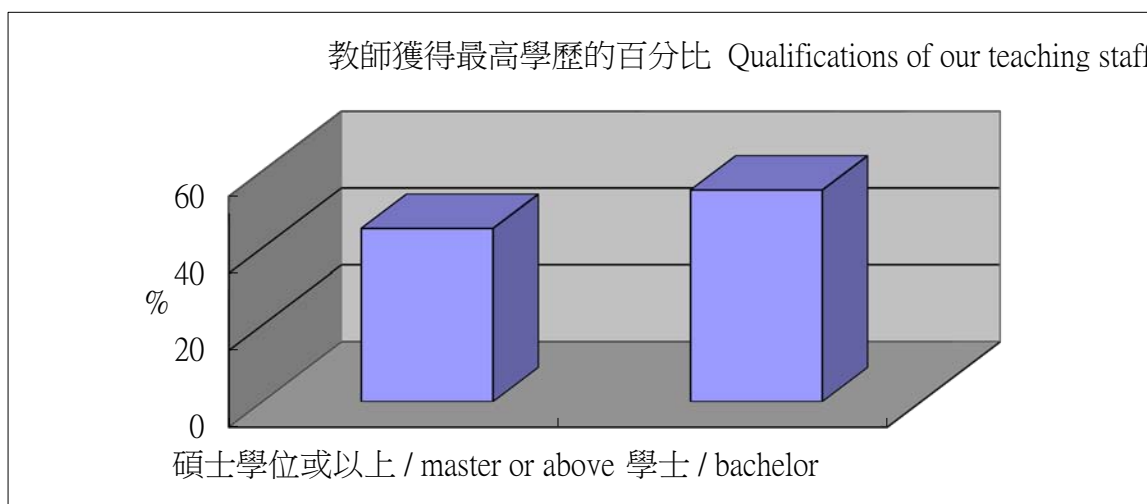 教師獲得最高學歷的百分比 Qualifications of our teaching staff
60
40
%
20
0
碩士學位或以上 / master or above 學士 / bachelor